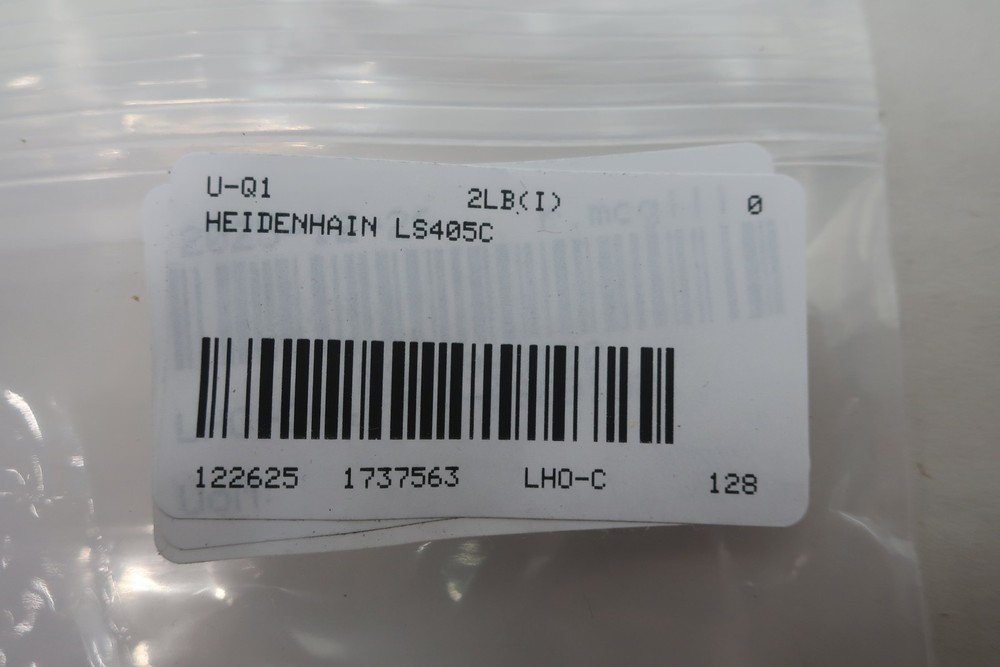 U-Q1 2LB(I) 0
HEIDENHAIN LS405C
122625 1737563 LHO-C 128